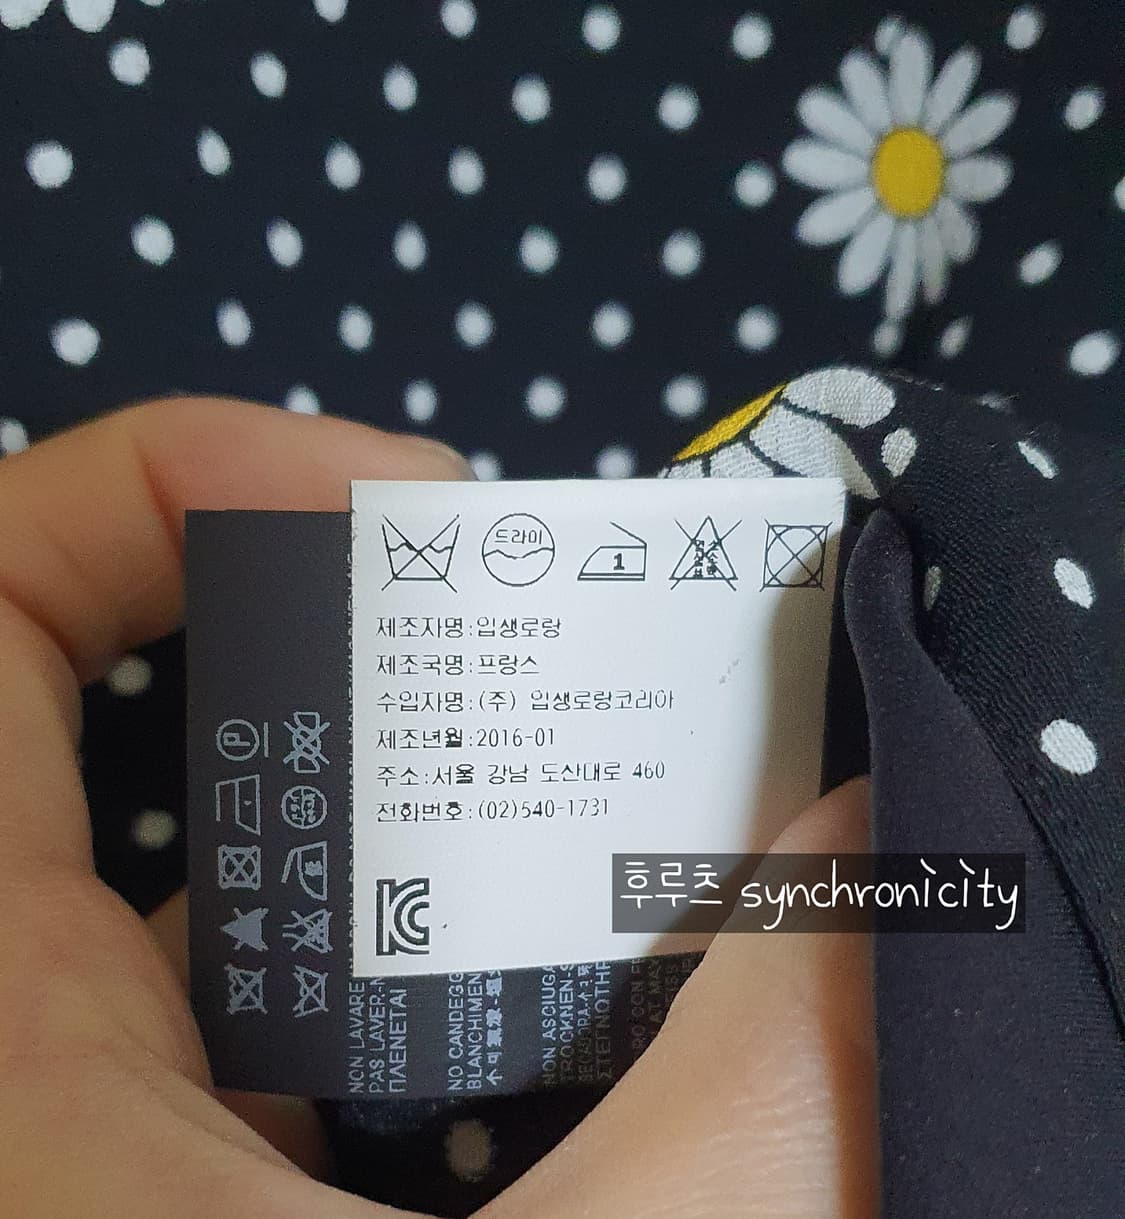 드라이
1
제조자명:입생로랑
제조국명:프랑스
수입자명:(주) 입생로랑코리아
제조년월:2016-01
주소:서울 강남 도산대로 460
전화번호:(02)540-1731
후루츠 synchronicity
P
NON LAVARE
PAS LAVER
ΠΛΕΝΕΤΑΙ
NO CANDEGG
BLANCHIMEN
NON ASCIUGA
TROCKNEN
ΣΤΕΓΝΩΤΗΡ